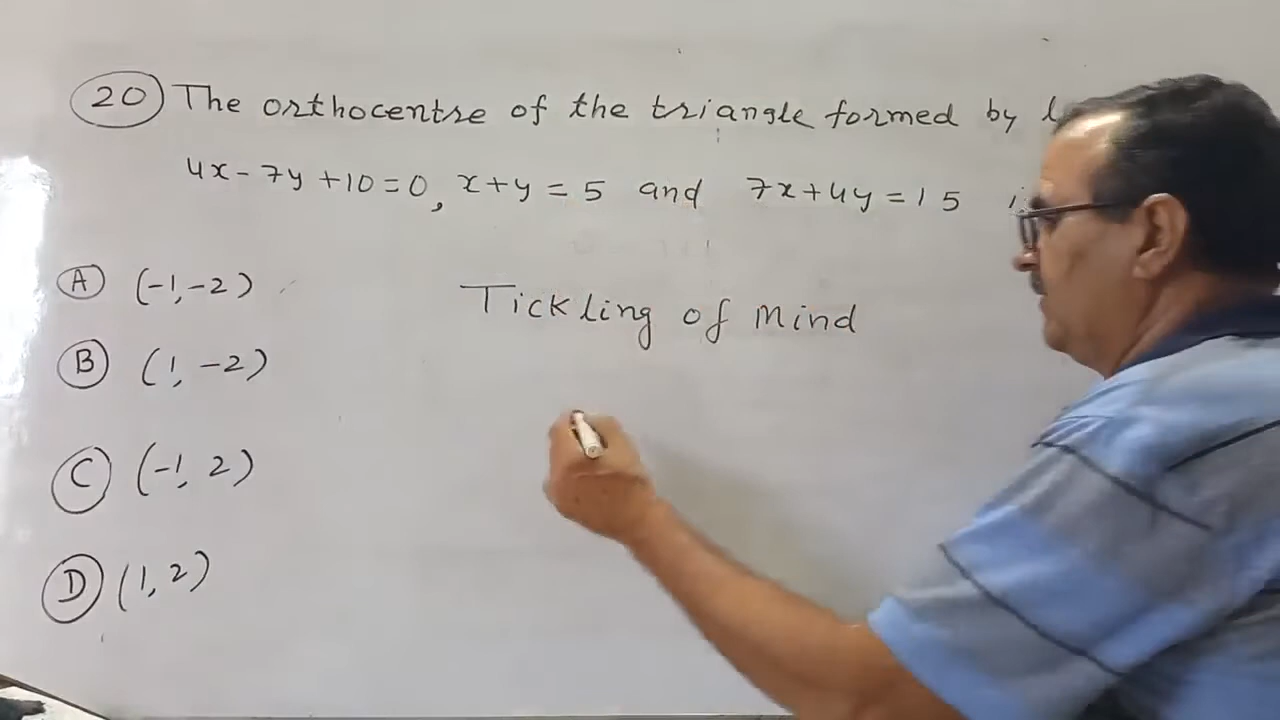 20 The orthocentre of the triangle formed by
4x - 7y + 10 = 0, x + y = 5 and 7x + 4y = 15
A (-1, -2)
Tickling of Mind
B (1, -2)
C (-1, 2)
D (1, 2)